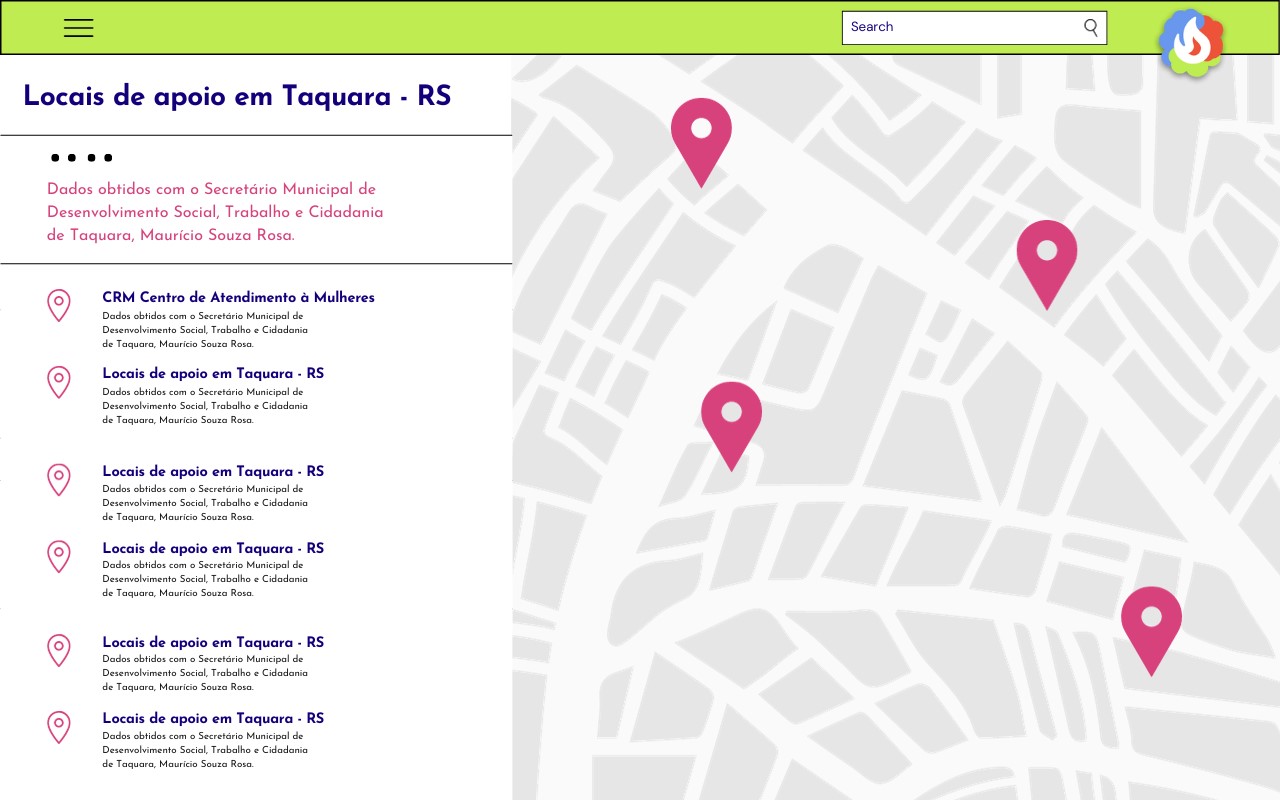 Search
Locais de apoio em Taquara - RS
Dados obtidos com o Secretário Municipal de
Desenvolvimento Social, Trabalho e Cidadania
de Taquara, Maurício Souza Rosa.
CRM Centro de Atendimento à Mulheres
Dados obtidos com o Secretário Municipal de
Desenvolvimento Social, Trabalho e Cidadania
de Taquara, Maurício Souza Rosa.
Locais de apoio em Taquara - RS
Dados obtidos com o Secretário Municipal de
Desenvolvimento Social, Trabalho e Cidadania
de Taquara, Maurício Souza Rosa.
Locais de apoio em Taquara - RS
Dados obtidos com o Secretário Municipal de
Desenvolvimento Social, Trabalho e Cidadania
de Taquara, Maurício Souza Rosa.
Locais de apoio em Taquara - RS
Dados obtidos com o Secretário Municipal de
Desenvolvimento Social, Trabalho e Cidadania
de Taquara, Maurício Souza Rosa.
Locais de apoio em Taquara - RS
Dados obtidos com o Secretário Municipal de
Desenvolvimento Social, Trabalho e Cidadania
de Taquara, Maurício Souza Rosa.
Locais de apoio em Taquara - RS
Dados obtidos com o Secretário Municipal de
Desenvolvimento Social, Trabalho e Cidadania
de Taquara, Maurício Souza Rosa.